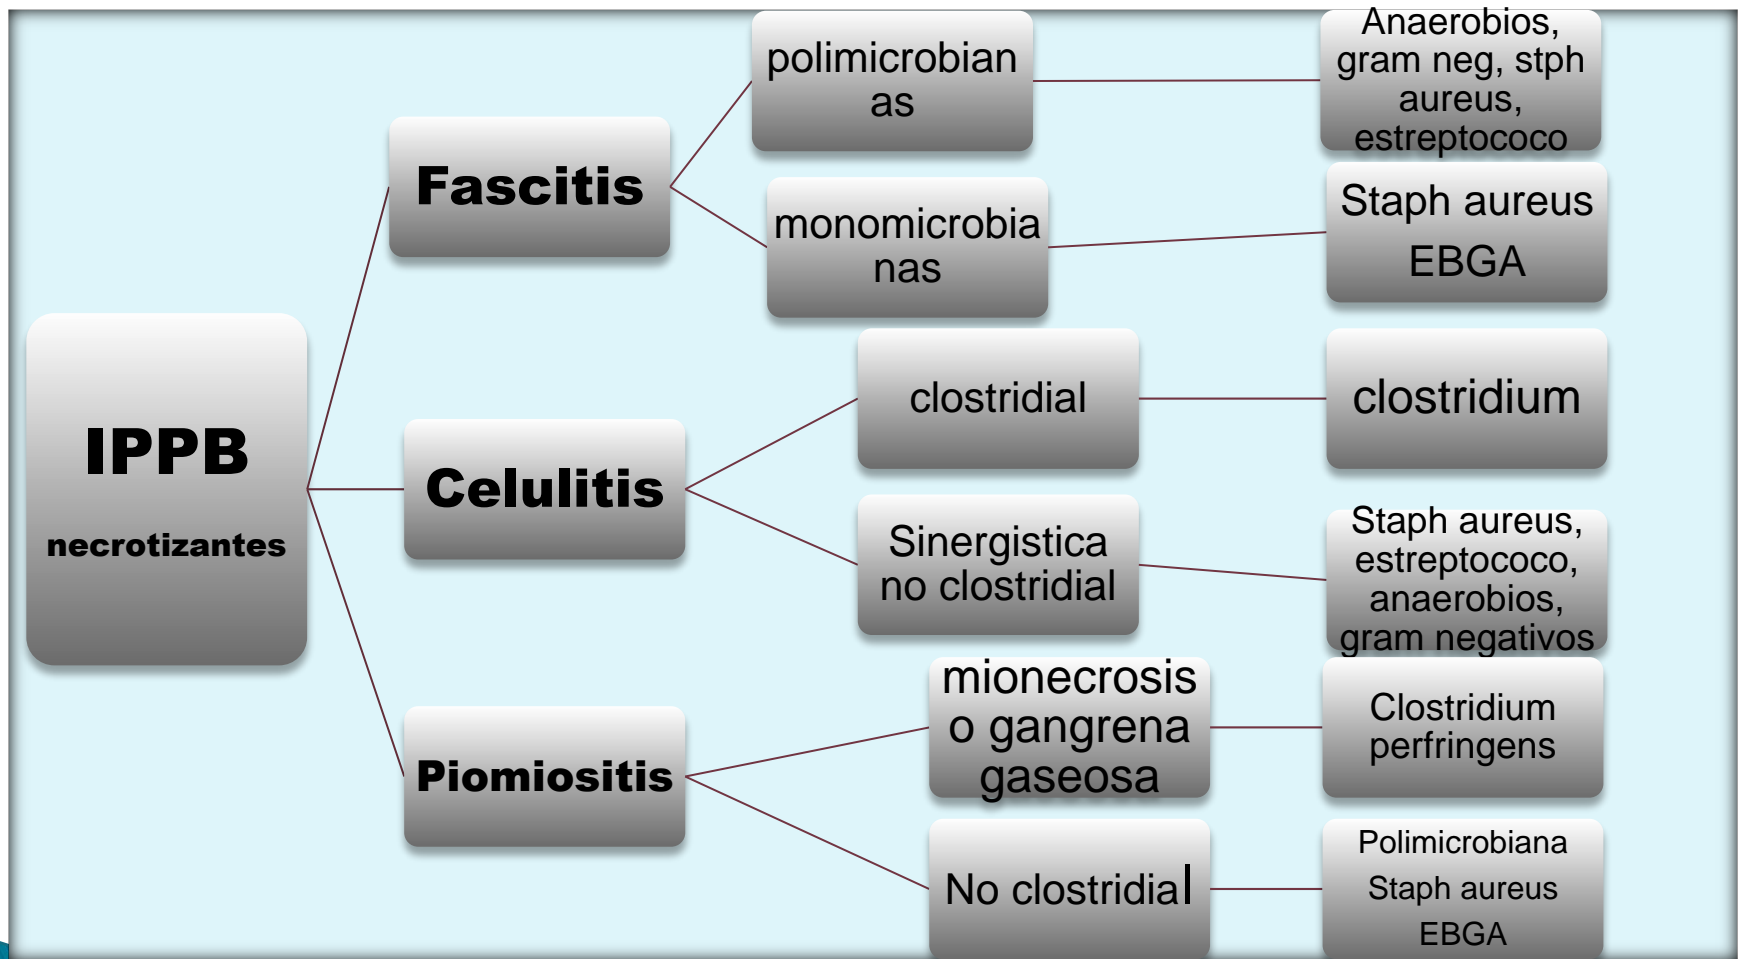 IPPB
necrotizantes
Fascitis
polimicrobian
as
Anaerobios,
gram neg, stph
aureus,
estreptococo
monomicrobia
nas
Staph aureus
EBGA
Celulitis
clostridial
clostridium
Sinergistica
no clostridial
Staph aureus,
estreptococo,
anaerobios,
gram negativos
Piomiositis
mionecrosis
o gangrena
gaseosa
Clostridium
perfringens
No clostridial
Polimicrobiana
Staph aureus
EBGA